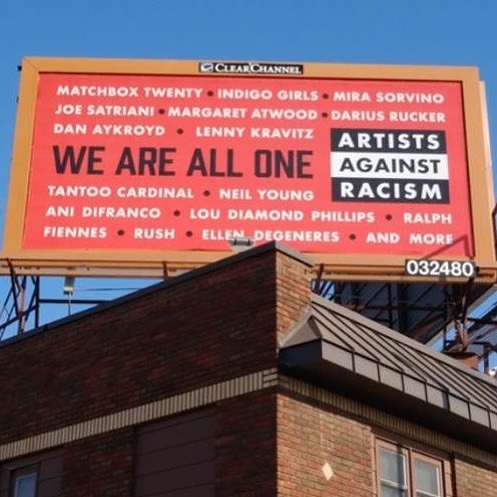 CLEARCHANNEL
MATCHBOX TWENTY • INDIGO GIRLS • MIRA SORVINO
JOE SATRIANI • MARGARET ATWOOD • DARIUS RUCKER
DAN AYKROYD • LENNY KRAVITZ
WE ARE ALL ONE
ARTISTS
AGAINST
RACISM
TANTOO CARDINAL • NEIL YOUNG
ANI DIFRANCO • LOU DIAMOND PHILLIPS • RALPH
FIENNES • RUSH • ELLEN DEGENERES • AND MORE
032480